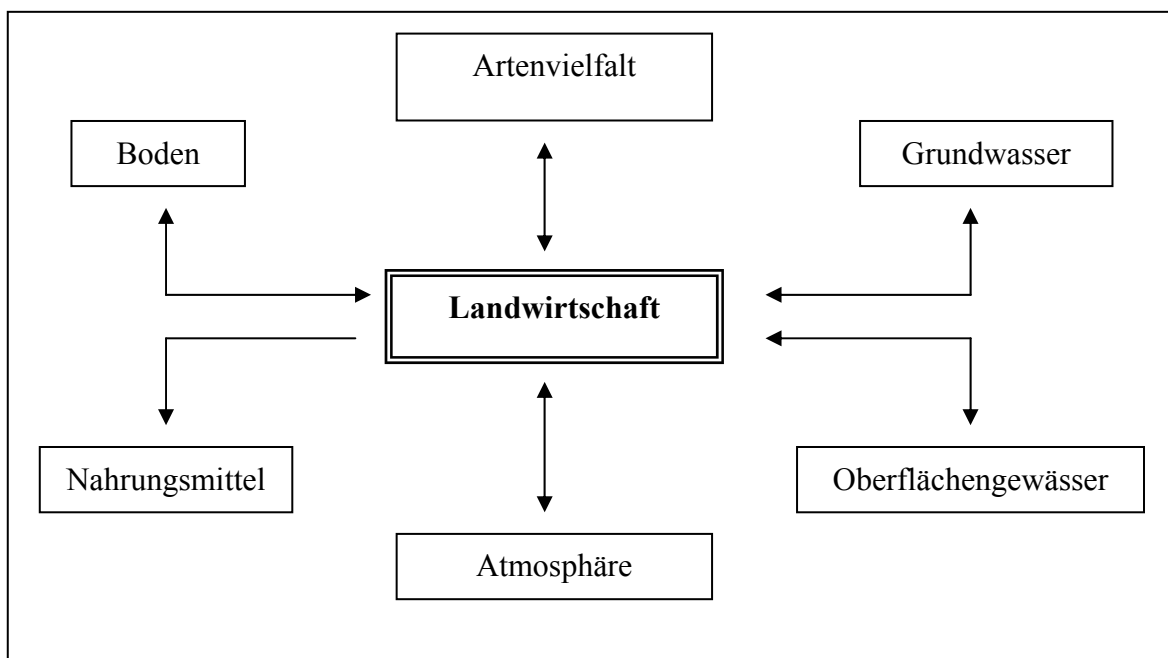 Artenvielfalt
Boden
Grundwasser
Landwirtschaft
Nahrungsmittel
Oberflächengewässer
Atmosphäre